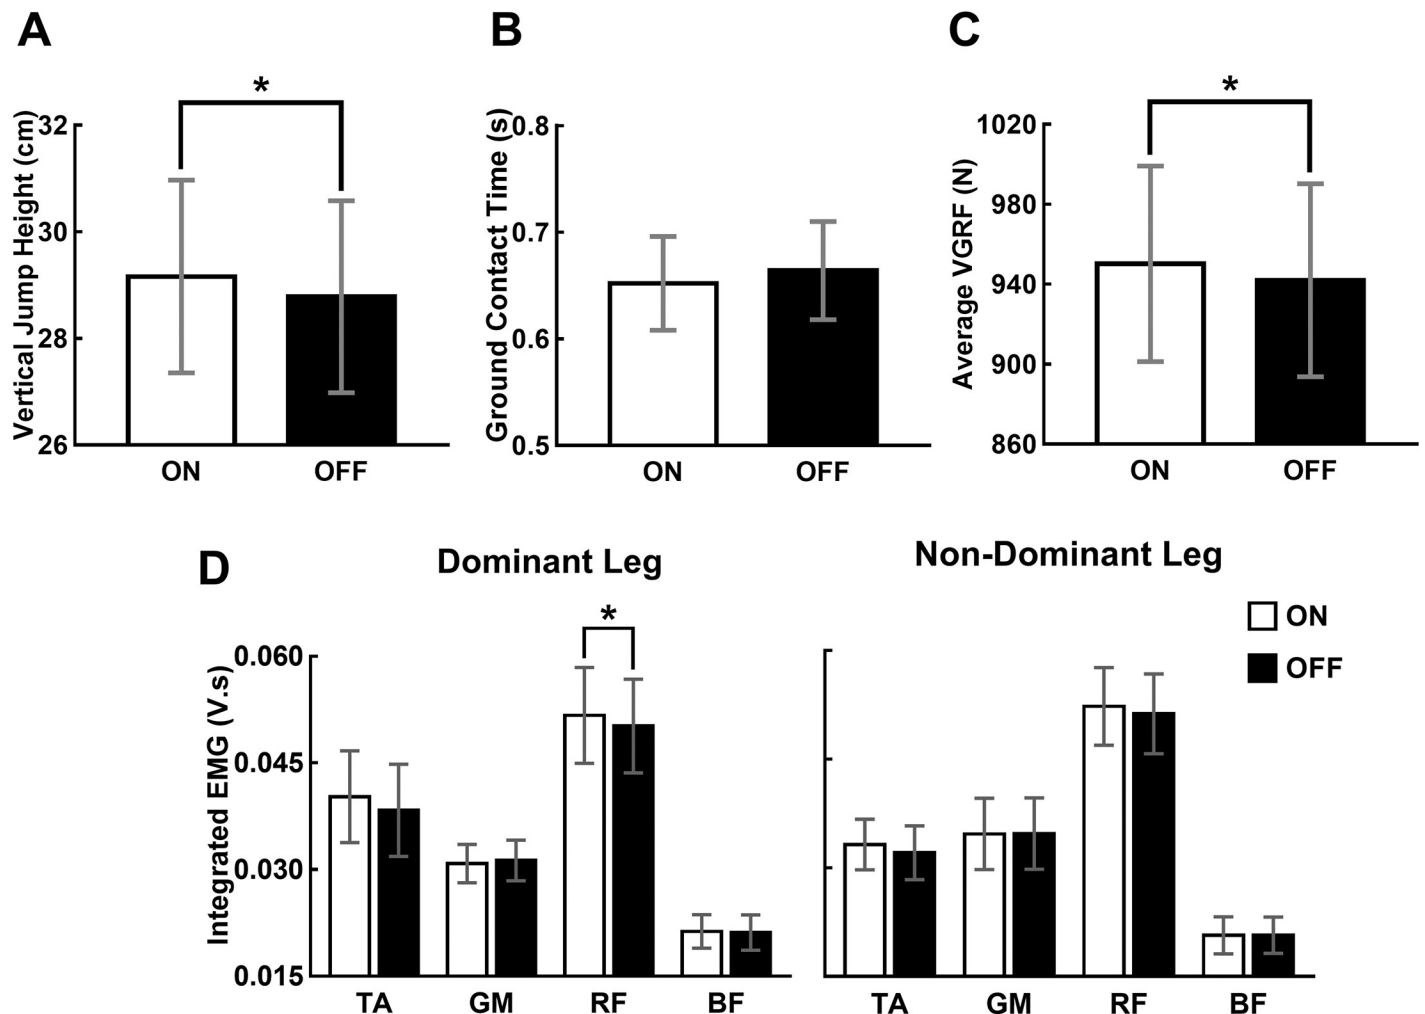 A
B
C
*
*
Vertical Jump Height (cm)
32
30
28
26
ON
OFF
Ground Contact Time (s)
0.8
0.7
0.6
0.5
ON
OFF
Average VGRF (N)
1020
980
940
900
860
ON
OFF
D
Dominant Leg
Non-Dominant Leg
ON
OFF
*
Integrated EMG (V.s)
0.060
0.045
0.030
0.015
TA
GM
RF
BF
TA
GM
RF
BF